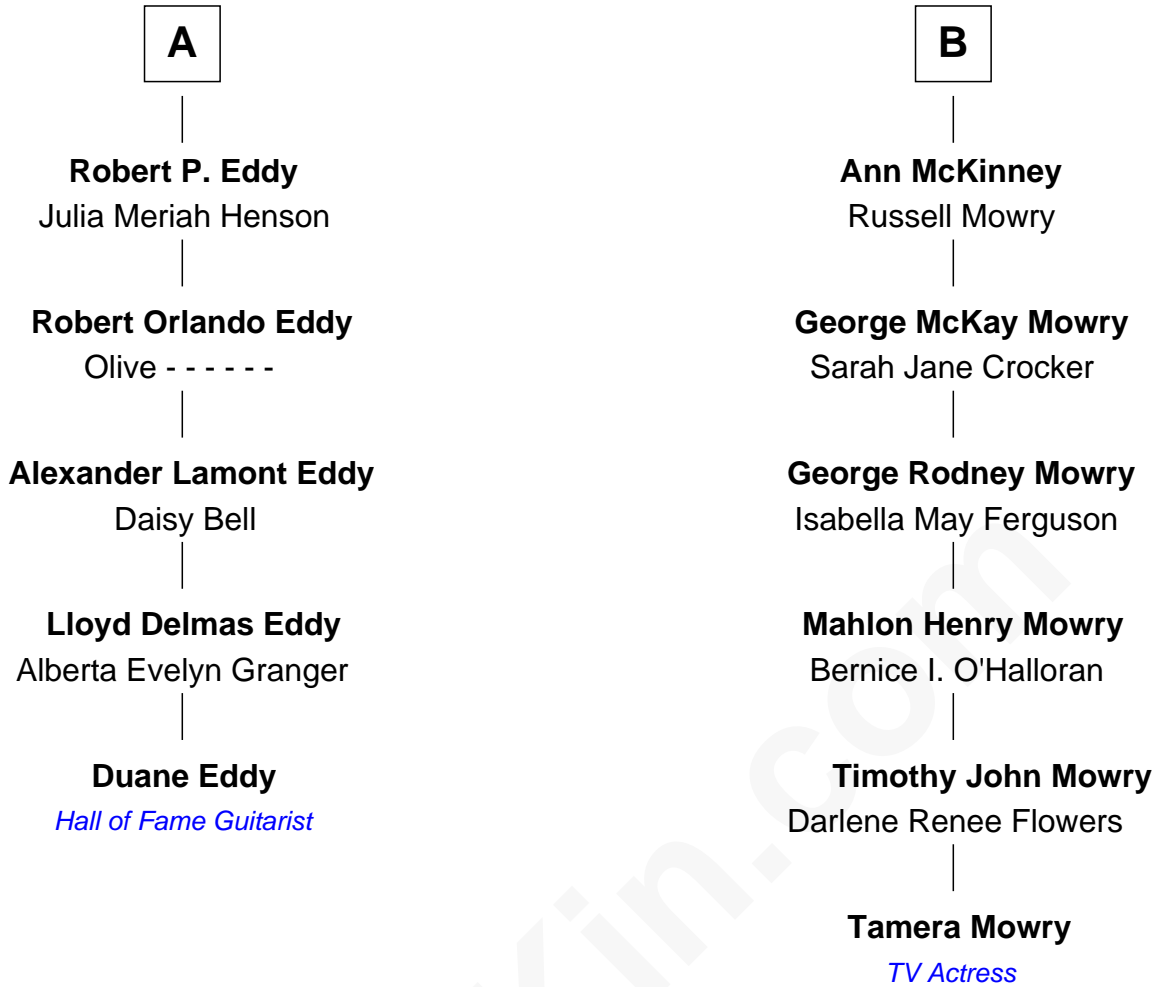 A
Robert P. Eddy
Julia Meriah Henson
Robert Orlando Eddy
Olive - - - - - -
Alexander Lamont Eddy
Daisy Bell
Lloyd Delmas Eddy
Alberta Evelyn Granger
Duane Eddy
Hall of Fame Guitarist
B
Ann McKinney
Russell Mowry
George McKay Mowry
Sarah Jane Crocker
George Rodney Mowry
Isabella May Ferguson
Mahlon Henry Mowry
Bernice I. O'Halloran
Timothy John Mowry
Darlene Renee Flowers
Tamera Mowry
TV Actress
Kin.com